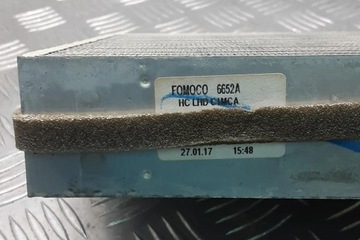 FOMOCO 6652A
HC LHD C1MCA
27.01.17 15:48